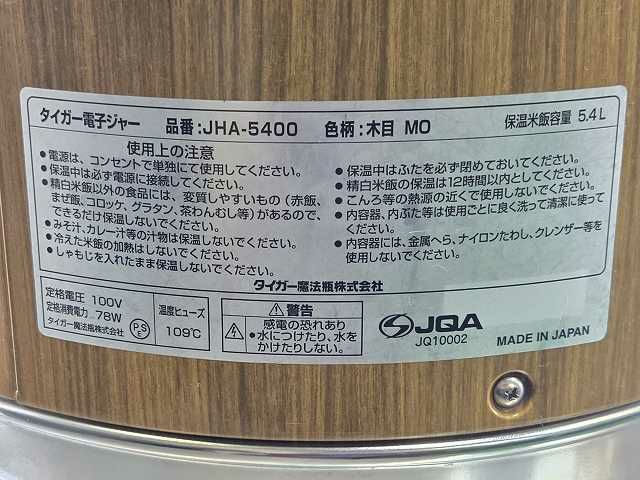 タイガー電子ジャー 品番:JHA-5400 色柄:木目 MO 保温米飯容量 5.4L
使用上の注意
●電源は、コンセントで単独にて使用してください。
●保温中は必ず電源に接続してください。
●精白米飯以外の食品には、変質しやすいもの(赤飯、
まぜ飯、コロッケ、グラタン、茶わんむし等)があるので、
できるだけ保温しないでください。
●みそ汁、カレー汁等の汁物は保温しないでください。
●冷えた米飯の加熱はしないでください。
●しゃもじを入れたまま保温しないでください。
●保温中はふたを必ず閉めておいてください。
●精白米飯の保温は12時間以内としてください。
●こんろ等の熱源の近くで使用しないでください。
●内容器、内ぶた等は使用ごとに良く洗って清潔に使って
ください。
●内容器には、金属へら、ナイロンたわし、クレンザー等を
使用しないでください。
タイガー魔法瓶株式会社
定格電圧 100V
定格消費電力 78W
タイガー魔法瓶株式会社
PSE
温度ヒューズ
109℃
警告
感電の恐れあり
●水につけたり、水を
かけたりしない。
JQA
JQ10002
MADE IN JAPAN